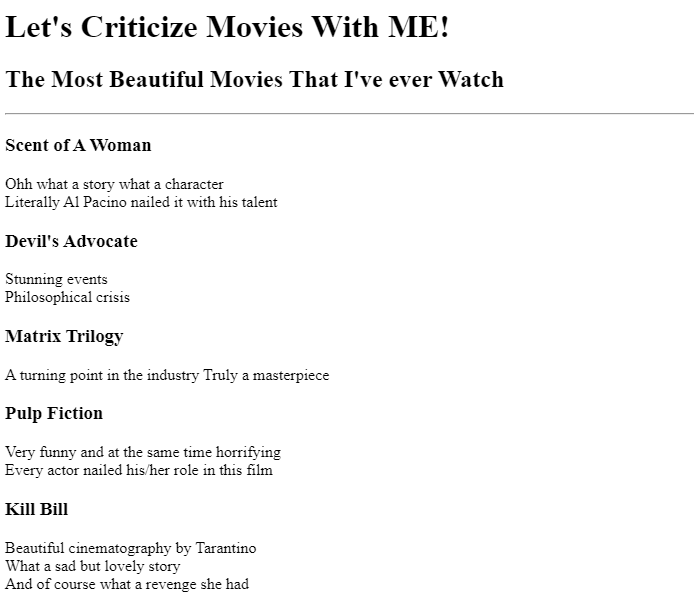 Let's Criticize Movies With ME!
The Most Beautiful Movies That I've ever Watch
Scent of A Woman
Ohh what a story what a character
Literally Al Pacino nailed it with his talent
Devil's Advocate
Stunning events
Philosophical crisis
Matrix Trilogy
A turning point in the industry Truly a masterpiece
Pulp Fiction
Very funny and at the same time horrifying
Every actor nailed his/her role in this film
Kill Bill
Beautiful cinematography by Tarantino
What a sad but lovely story
And of course what a revenge she had